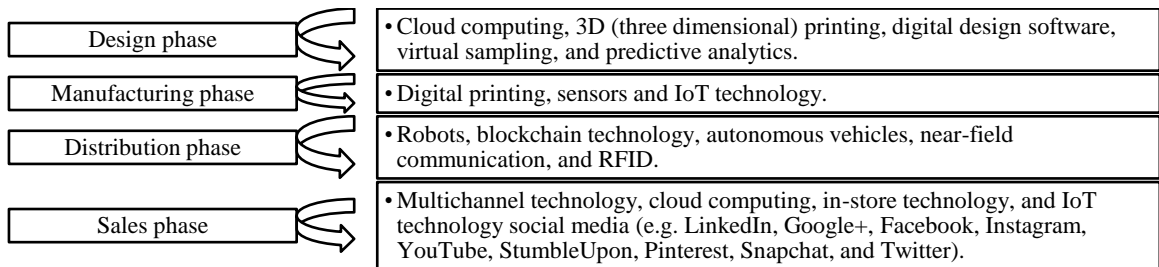 Design phase
• Cloud computing, 3D (three dimensional) printing, digital design software,
virtual sampling, and predictive analytics.
Manufacturing phase
• Digital printing, sensors and IoT technology.
Distribution phase
• Robots, blockchain technology, autonomous vehicles, near-field
communication, and RFID.
Sales phase
• Multichannel technology, cloud computing, in-store technology, and IoT
technology social media (e.g. LinkedIn, Google+, Facebook, Instagram,
YouTube, StumbleUpon, Pinterest, Snapchat, and Twitter).